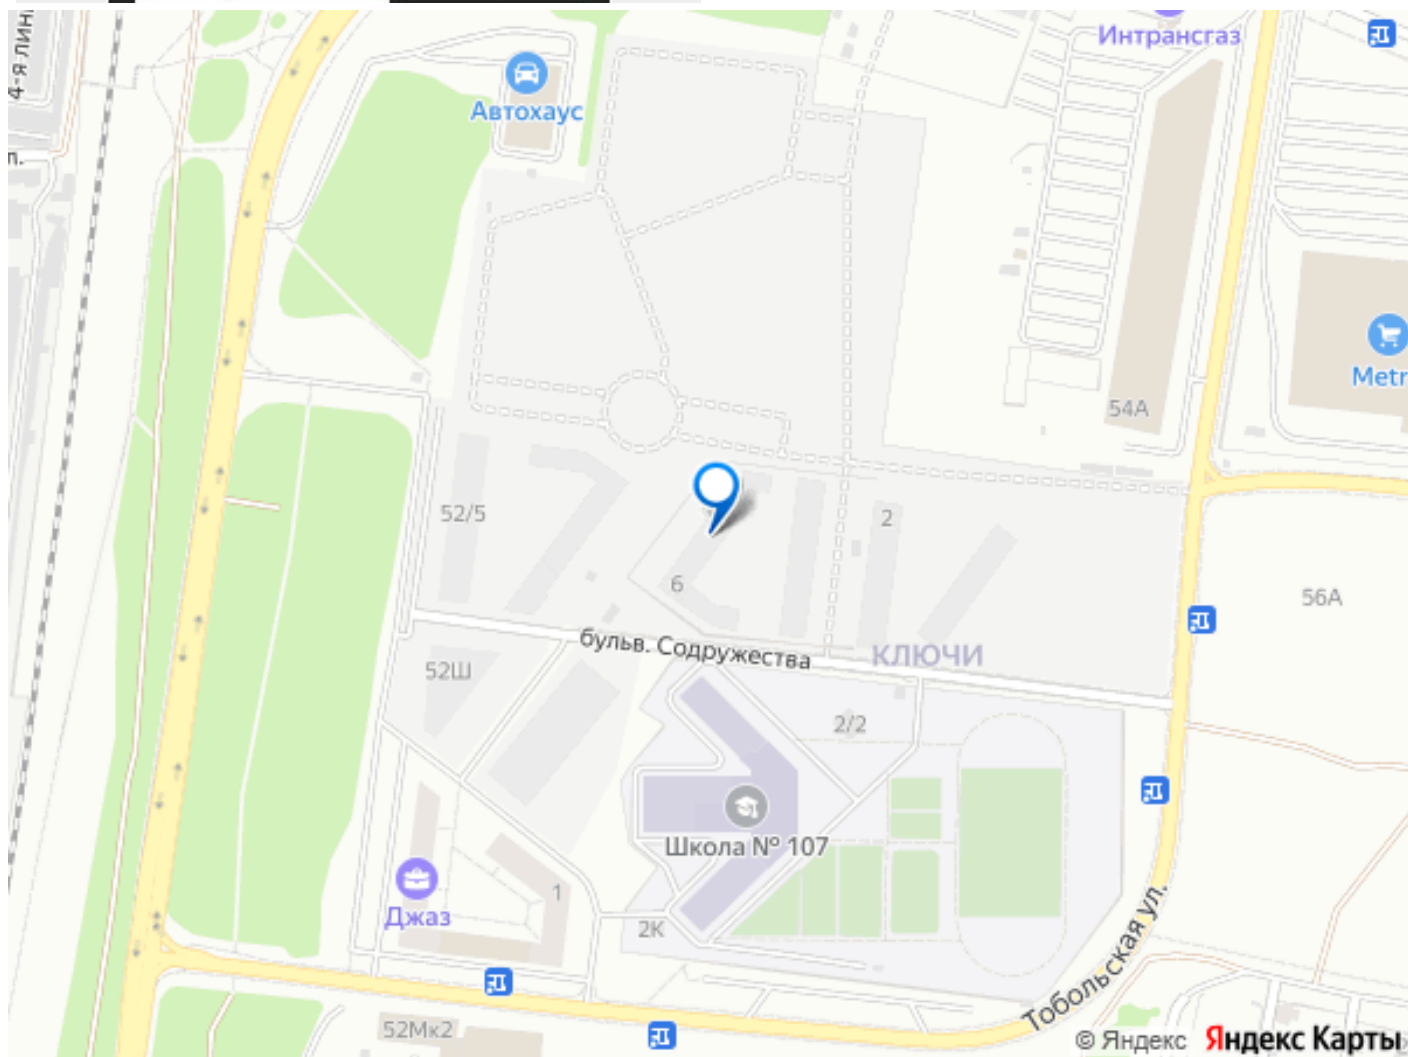 4-я лин
Интрансгаз
Автохаус
л.
Metr
54А
52/5
2
6
56А
бульв. Содружества
КЛЮЧИ
52Ш
2/2
Школа № 107
1
Джаз
2К
Тобольская ул.
52Мк2
© Яндекс Яндекс Карты